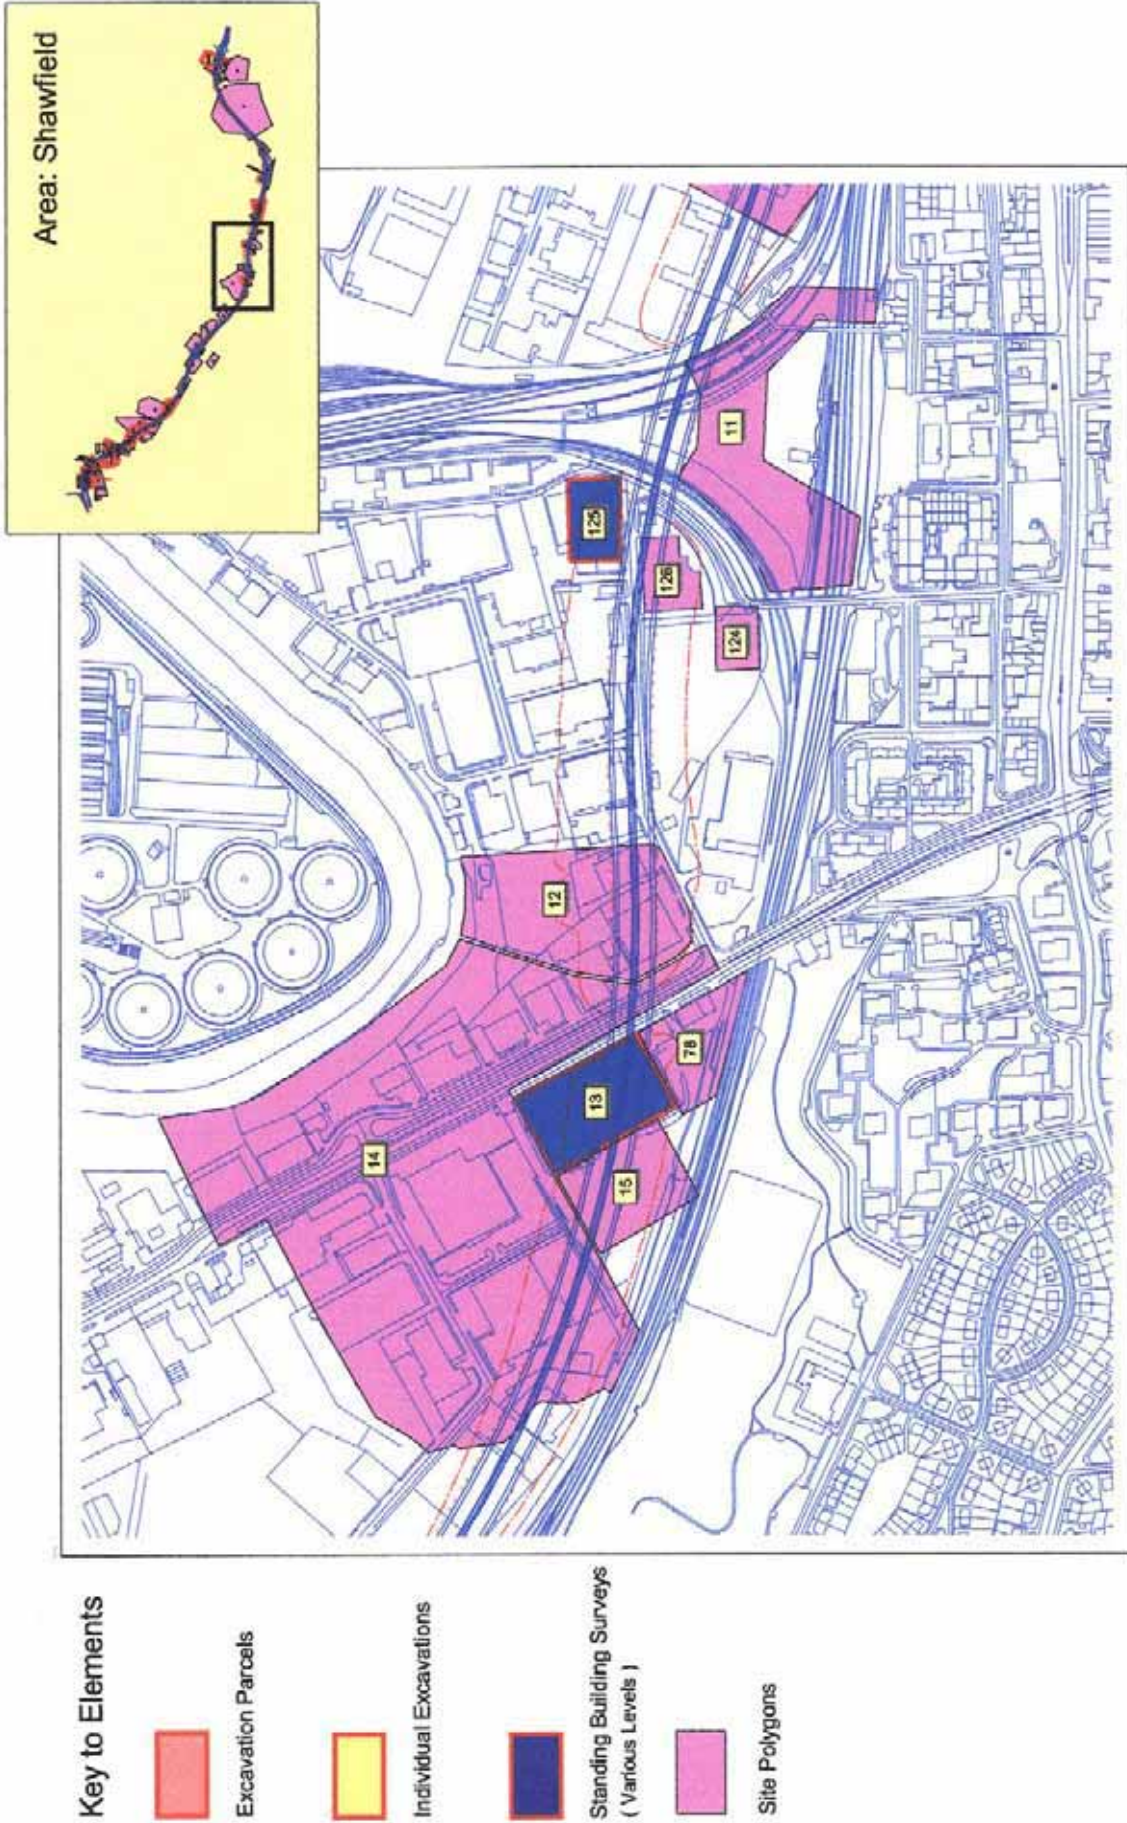 Area: Shawfield
Key to Elements
Excavation Parcels
Individual Excavations
Standing Building Surveys
( Various Levels )
Site Polygons
14
13
15
78
12
124
126
125
11